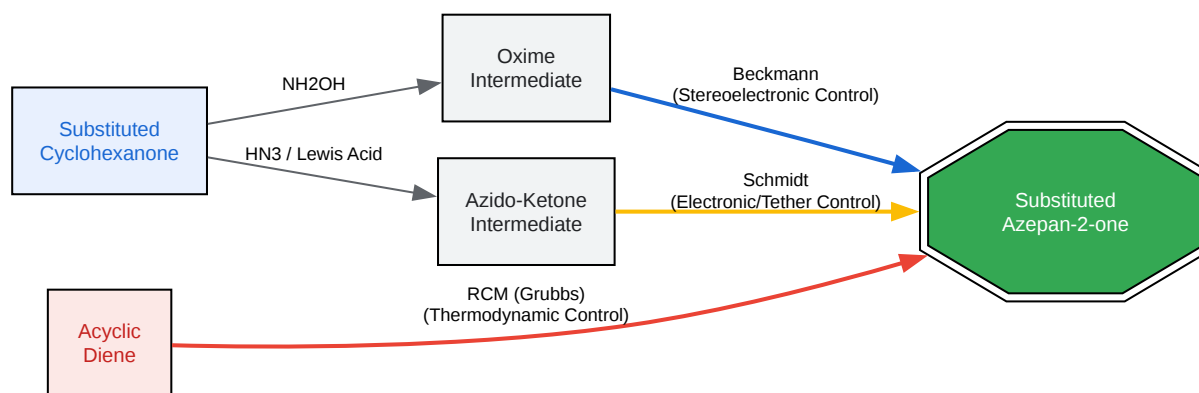 Oxime
Intermediate
Beckmann
(Stereoelectronic Control)
NH2OH
Substituted
Cyclohexanone
HN3 / Lewis Acid
Azido-Ketone
Intermediate
Schmidt
(Electronic/Tether Control)
Substituted
Azepan-2-one
RCM (Grubbs)
(Thermodynamic Control)
Acyclic
Diene